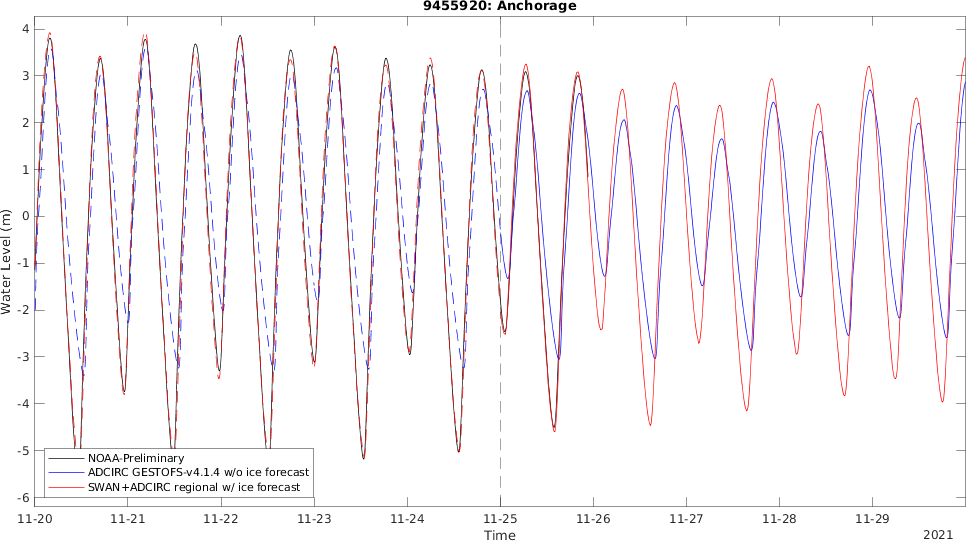 9455920: Anchorage
4
3
2
1
0
-1
-2
-3
-4
-5
-6
Water Level (m)
NOAA-Preliminary
ADCIRC GESTOFS-v4.1.4 w/o ice forecast
SWAN+ADCIRC regional w/ ice forecast
11-20 11-21 11-22 11-23 11-24 11-25 11-26 11-27 11-28 11-29
Time
2021